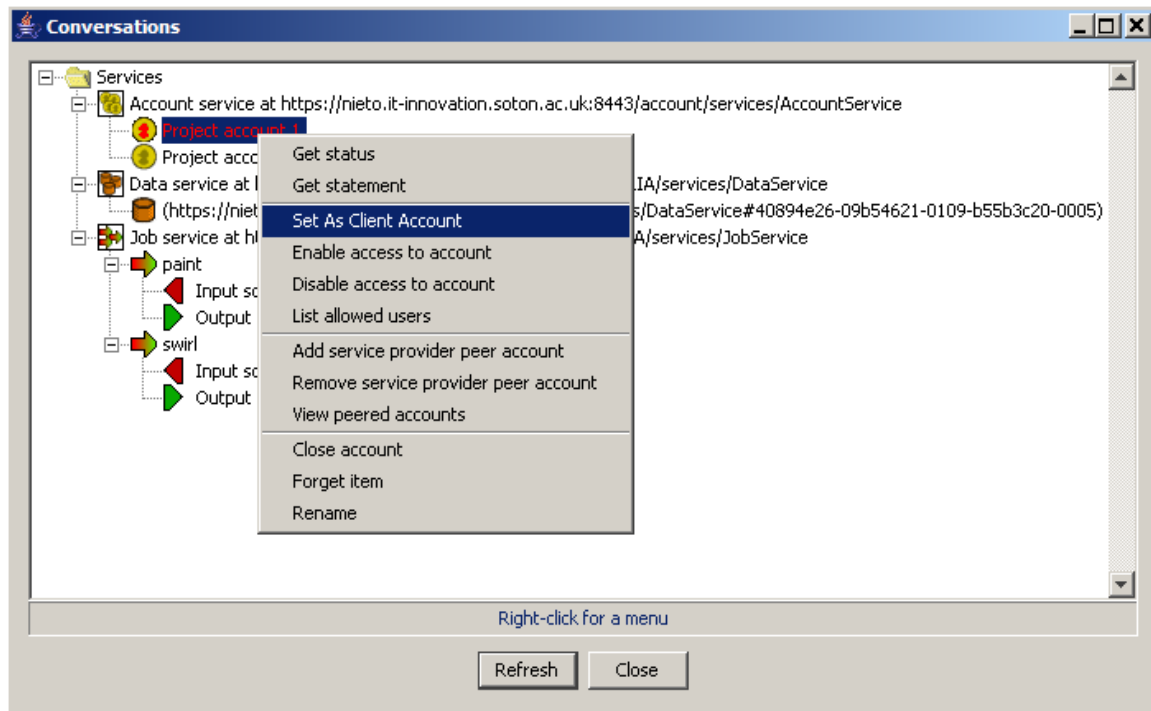 Conversations
Services
Account service at https://nieto.it-innovation.soton.ac.uk:8443/account/services/AccountService
Project account 1
Project acco
Data service at IA/services/DataService
(https://niet s/DataService#40894e26-09b54621-0109-b55b3c20-0005)
Job service at A/services/JobService
paint
Input so
Output
swirl
Input so
Output
Get status
Get statement
Set As Client Account
Enable access to account
Disable access to account
List allowed users
Add service provider peer account
Remove service provider peer account
View peered accounts
Close account
Forget item
Rename
Right-click for a menu
Refresh
Close